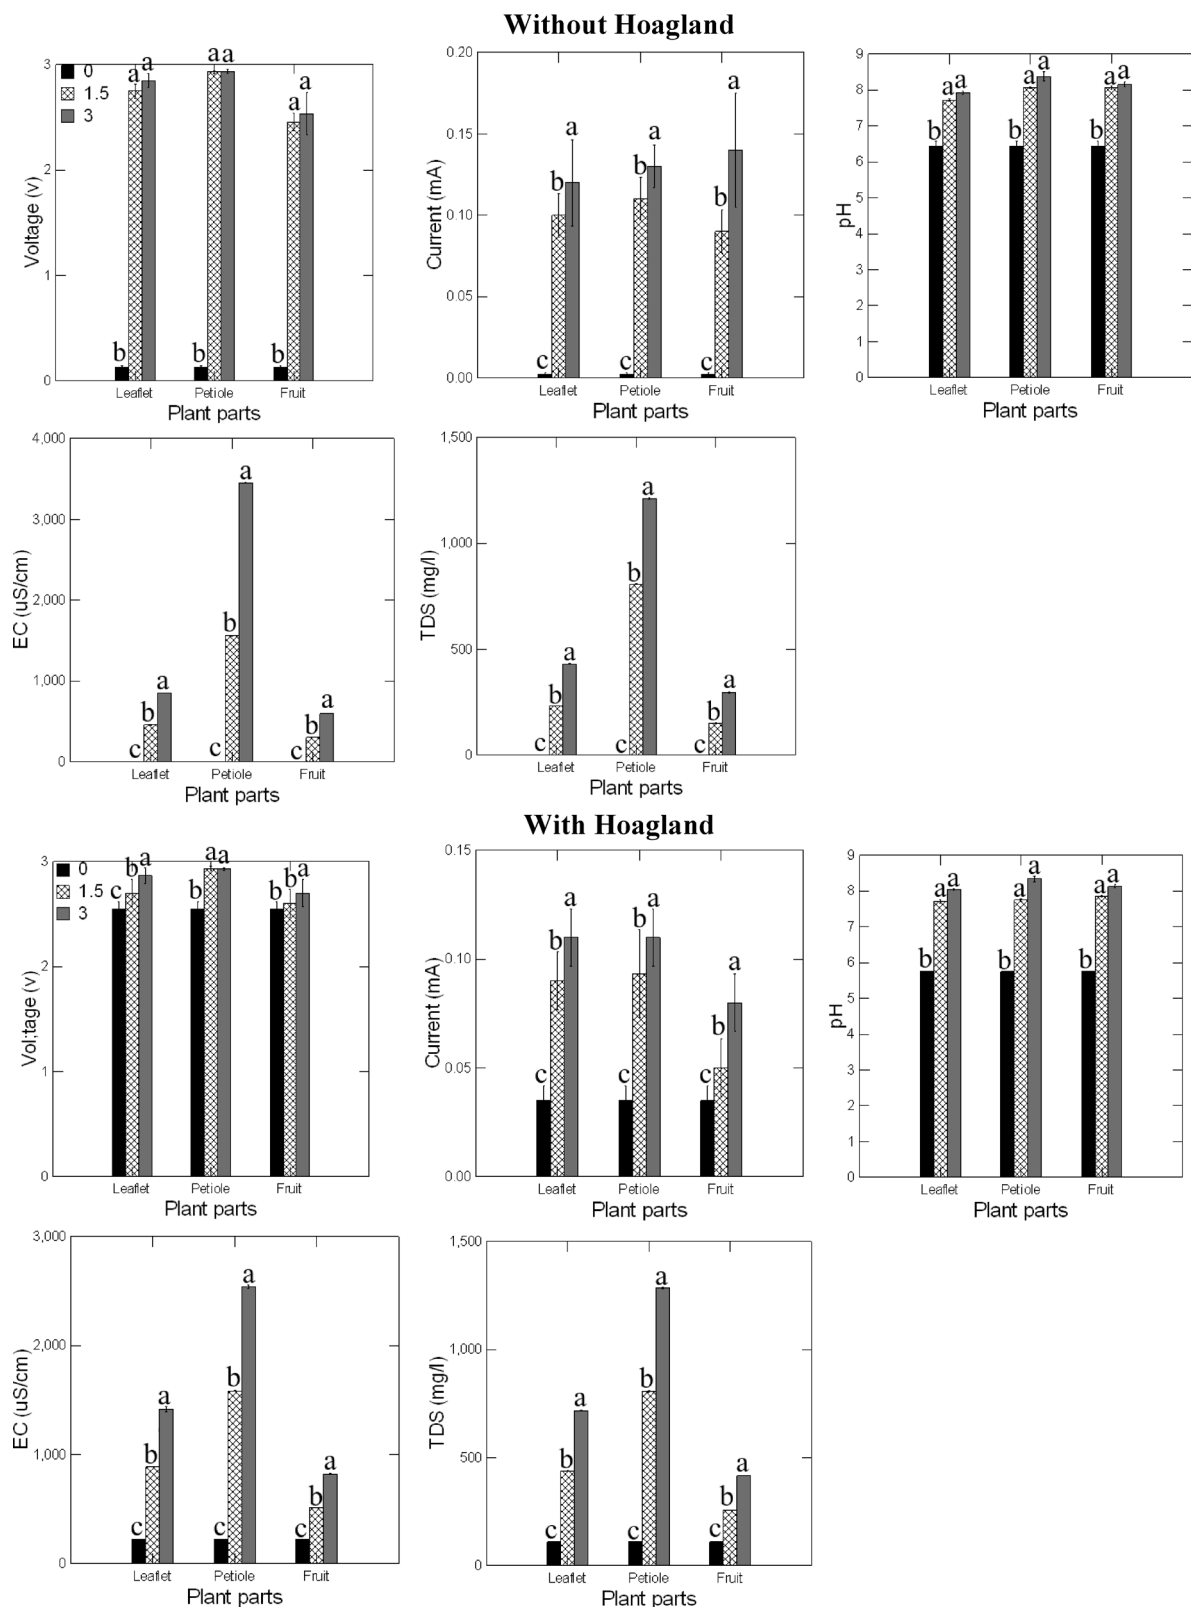 Without Hoagland
a a a a a a
b b b
0
1.5
3
3
2
1
0
Voltage (v)
Leaflet Petiole Fruit
Plant parts
0.20
0.15
0.10
0.05
0.00
Current (mA)
c b a c b a c b a
Leaflet Petiole Fruit
Plant parts
9
8
7
6
5
4
3
2
1
0
pH
b a a b a a b a a
Leaflet Petiole Fruit
Plant parts
4,000
3,000
2,000
1,000
0
EC (uS/cm)
c b a c b a c b a
Leaflet Petiole Fruit
Plant parts
1,500
1,000
500
0
TDS (mg/l)
c b a c b a c b a
Leaflet Petiole Fruit
Plant parts
With Hoagland
0
1.5
3
3
2
1
0
Vol:tage (v)
c b a b a a b b a
Leaflet Petiole Fruit
Plant parts
0.15
0.10
0.05
0.00
Current (mA)
c b a c b a c b a
Leaflet Petiole Fruit
Plant parts
9
8
7
6
5
4
3
2
1
0
pH
b a a b a a b a a
Leaflet Petiole Fruit
Plant parts
3,000
2,000
1,000
0
EC (uS/cm)
c b a c b a c b a
Leaflet Petiole Fruit
Plant parts
1,500
1,000
500
0
TDS (mg/l)
c b a c b a c b a
Leaflet Petiole Fruit
Plant parts